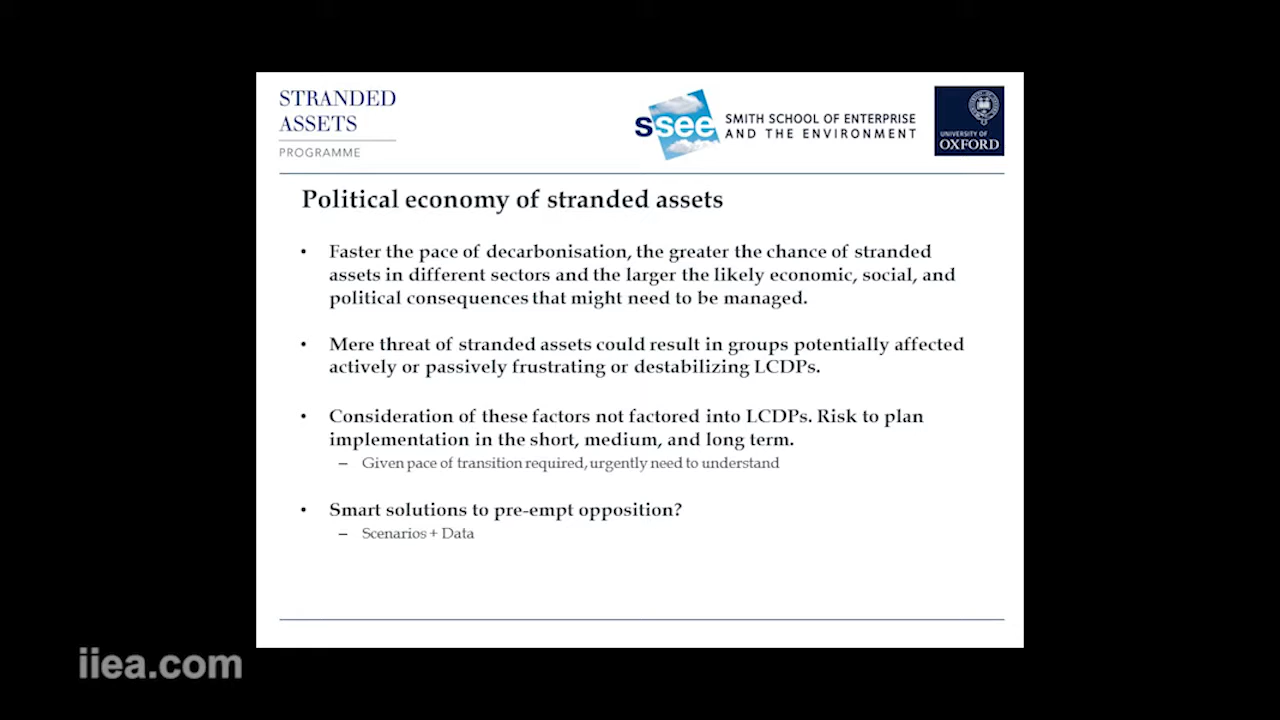 STRANDED
ASSETS
PROGRAMME
ssee
SMITH SCHOOL OF ENTERPRISE
AND THE ENVIRONMENT
UNIVERSITY OF
OXFORD
Political economy of stranded assets
• Faster the pace of decarbonisation, the greater the chance of stranded
assets in different sectors and the larger the likely economic, social, and
political consequences that might need to be managed.
• Mere threat of stranded assets could result in groups potentially affected
actively or passively frustrating or destabilizing LCDPs.
• Consideration of these factors not factored into LCDPs. Risk to plan
implementation in the short, medium, and long term.
– Given pace of transition required, urgently need to understand
• Smart solutions to pre-empt opposition?
– Scenarios + Data
iiea.com